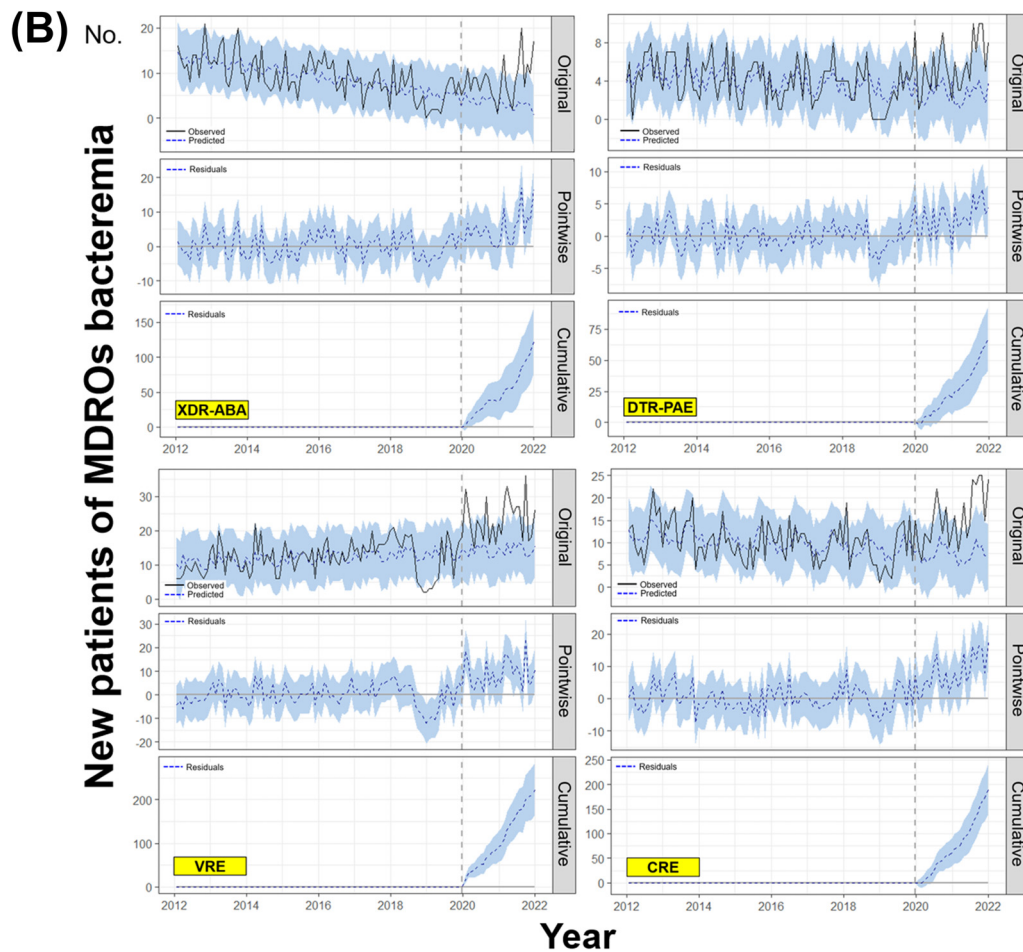 (B) No.
New patients of MDROs bacteremia
20
10
0
Observed
Predicted
Original
20
10
0
-10
Residuals
Pointwise
150
100
50
0
Residuals
XDR-ABA
Cumulative
2012 2014 2016 2018 2020 2022
8
4
0
Observed
Predicted
Original
10
5
0
-5
Residuals
Pointwise
75
50
25
0
Residuals
DTR-PAE
Cumulative
2012 2014 2016 2018 2020 2022
30
20
10
0
Observed
Predicted
Original
30
20
10
0
-10
-20
Residuals
Pointwise
200
100
0
Residuals
VRE
Cumulative
2012 2014 2016 2018 2020 2022
25
20
15
10
5
0
Observed
Predicted
Original
20
10
0
-10
Residuals
Pointwise
250
200
150
100
50
0
Residuals
CRE
Cumulative
2012 2014 2016 2018 2020 2022
Year